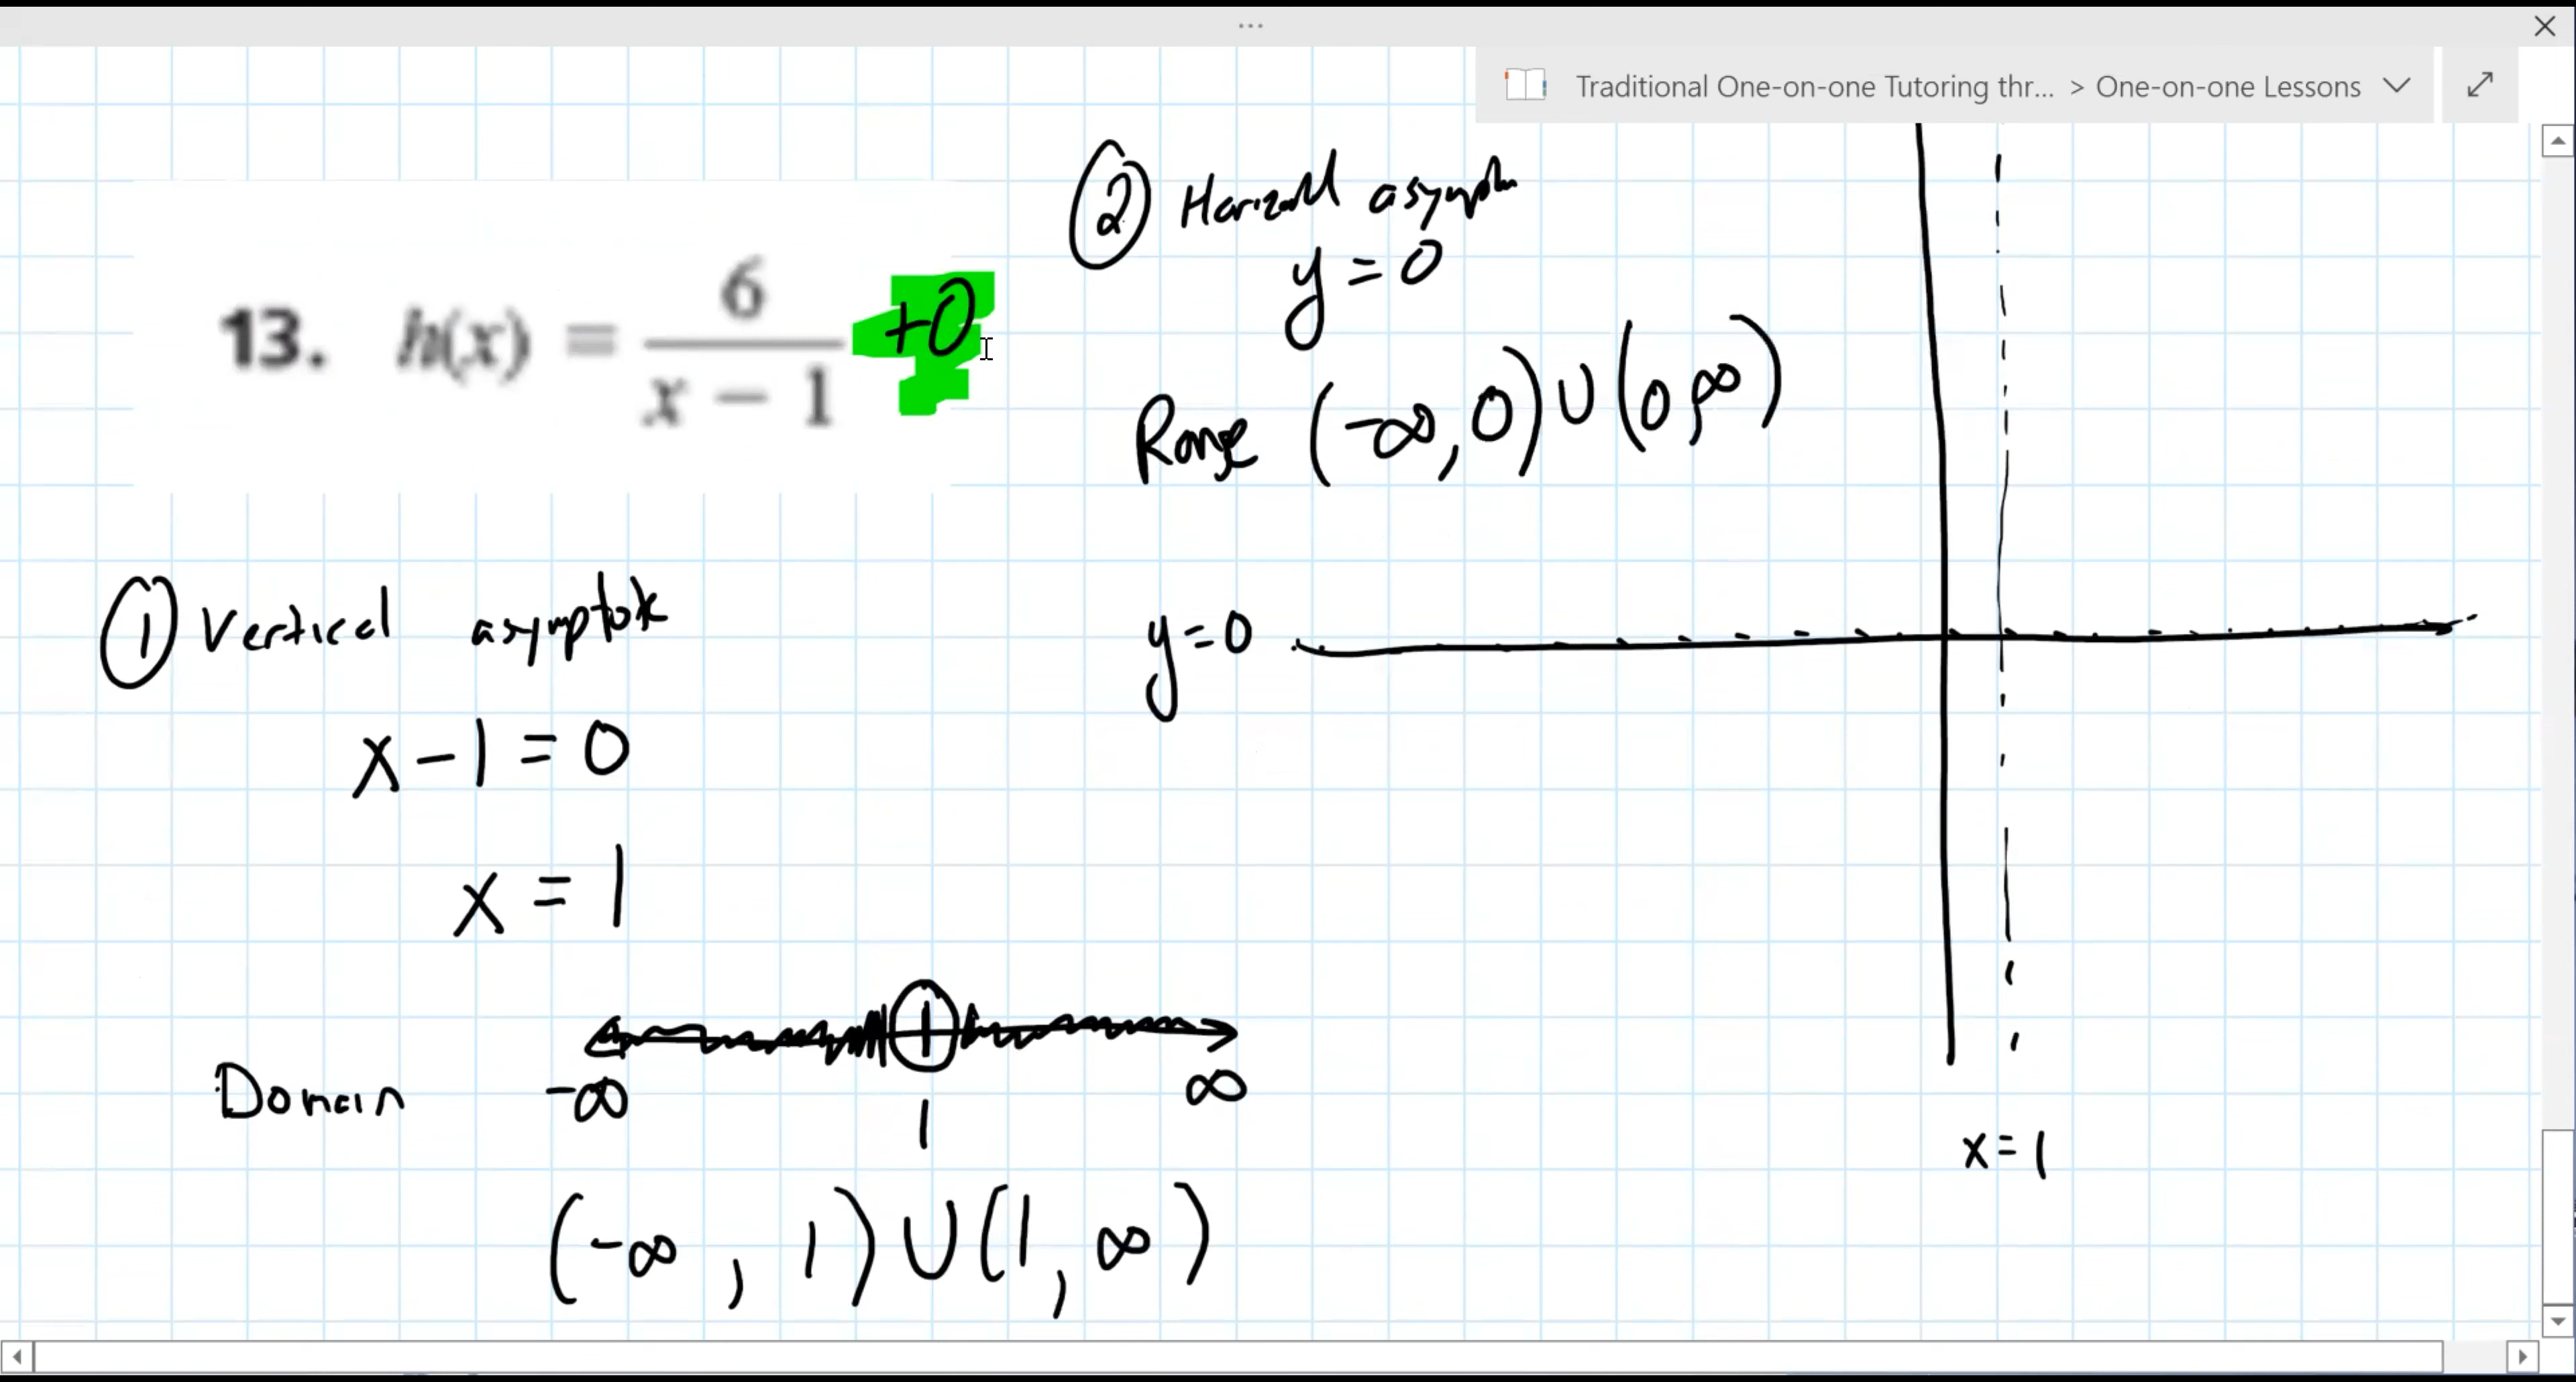 Traditional One-on-one Tutoring thr... > One-on-one Lessons
13. h(x) = 6/(x - 1) +0
① Vertical asymptote
x-1=0
x=1
Domain
-∞ 1 ∞
(-∞, 1)∪(1, ∞)
② Horizontal asympt
y=0
Range (-∞,0)∪(0,∞)
y=0
x=1